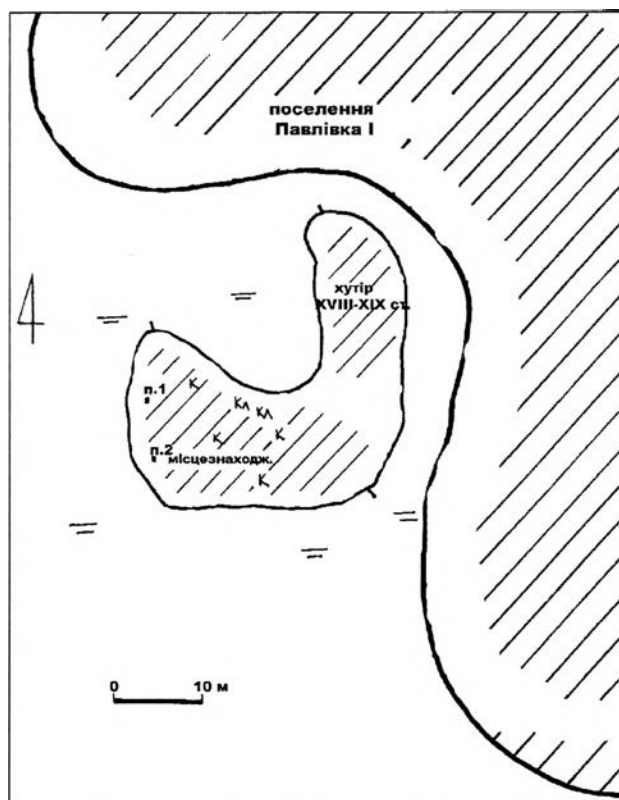 поселення
Павлівка І
хутір
XVIII-XIX ст.
п.1
К
КЛ КЛ
К К
п.2 місцезнаходж.
К
0 10 м